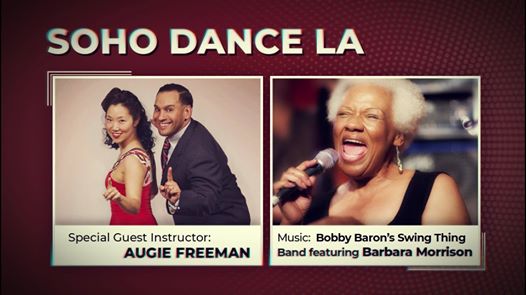 SOHO DANCE LA
Special Guest Instructor:
AUGIE FREEMAN
Music: Bobby Baron's Swing Thing
Band featuring Barbara Morrison